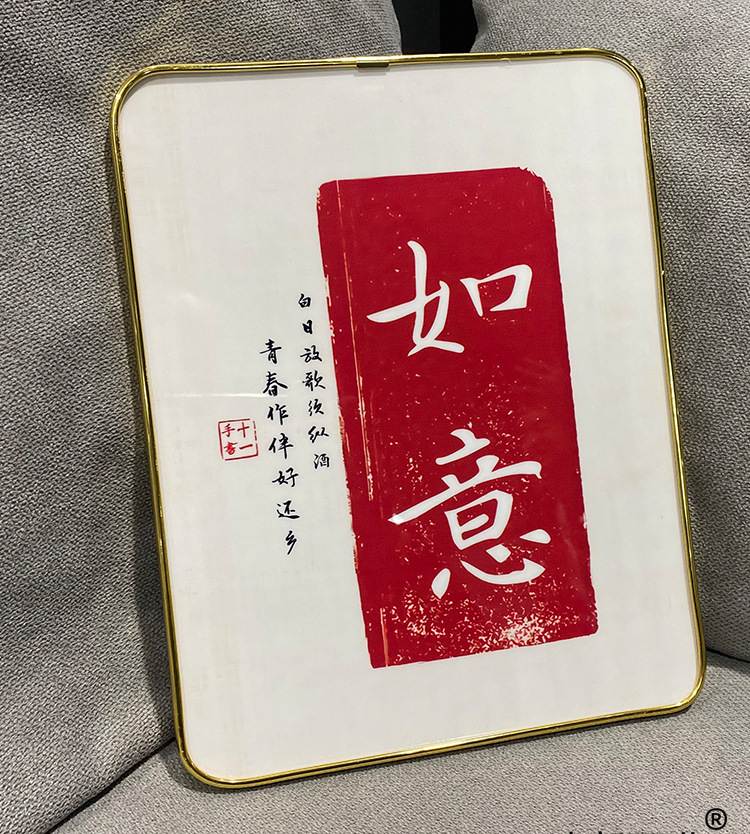 如意
白日放歌须纵酒
青春作伴好还乡
十一
手书
®